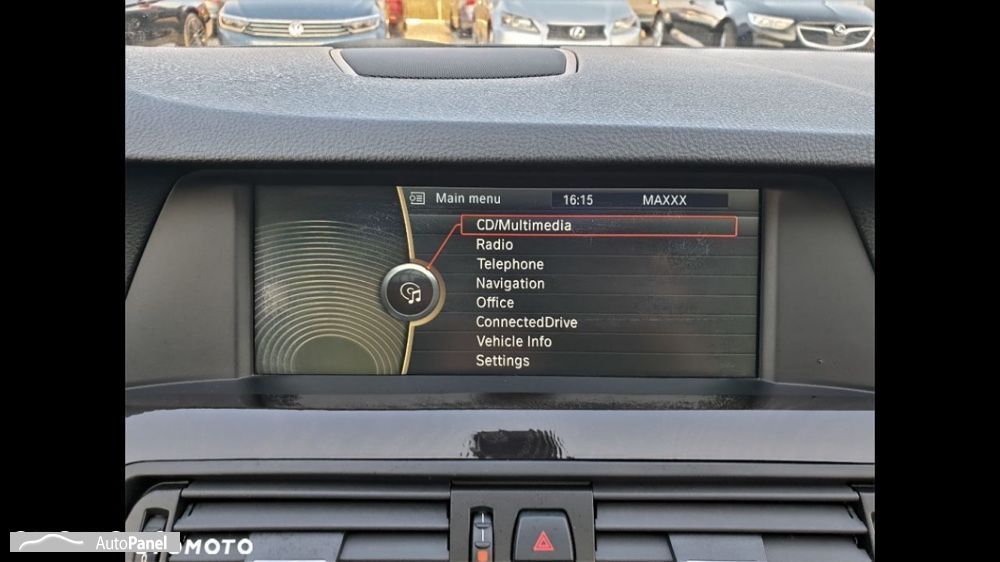 Main menu 16:15 MAXXX
CD/Multimedia
Radio
Telephone
Navigation
Office
ConnectedDrive
Vehicle Info
Settings
AutoPanel
MOTO